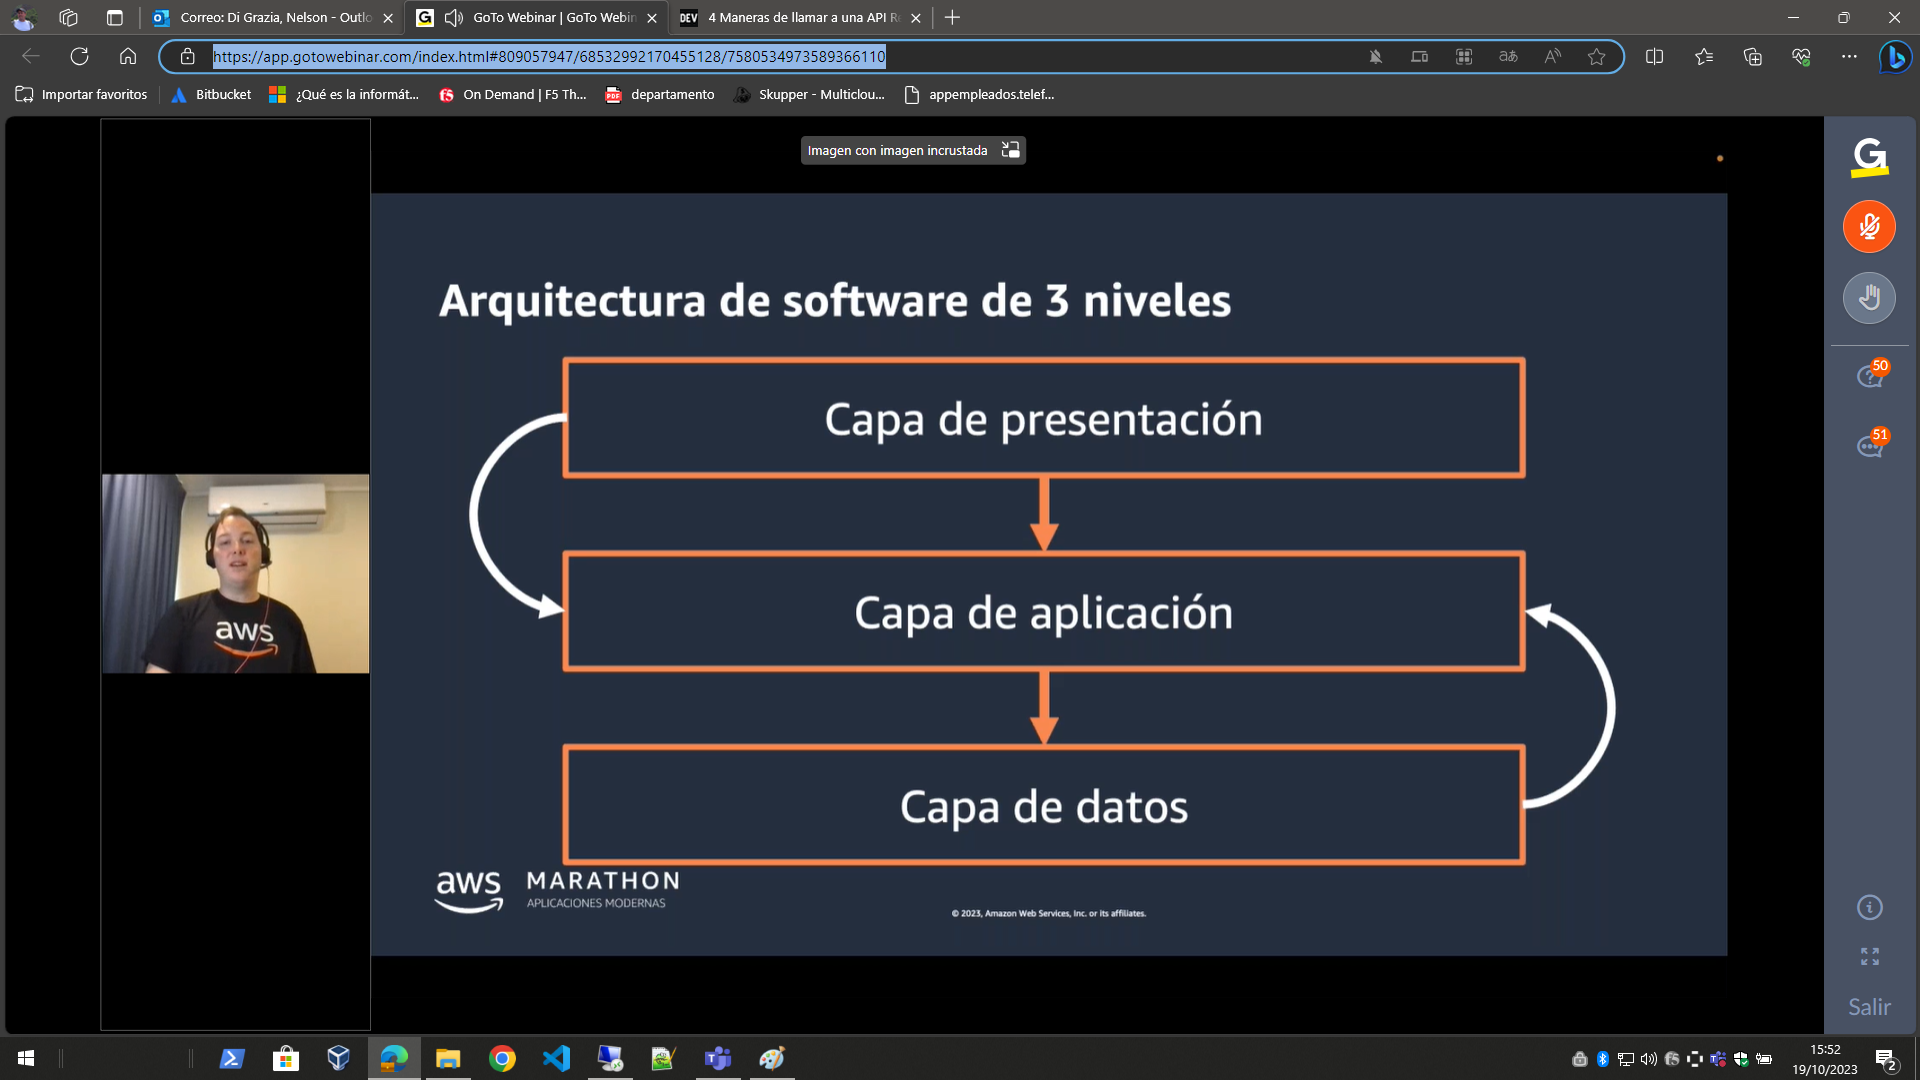 Correo: Di Grazia, Nelson - Outlo
GoTo Webinar | GoTo Webin
DEV
4 Maneras de llamar a una API Re
https://app.gotowebinar.com/index.html#809057947/68532992170455128/7580534973589366110
Importar favoritos
Bitbucket
¿Qué es la informát...
On Demand | F5 Th...
departamento
Skupper - Multiclou...
appempleados.telef...
Imagen con imagen incrustada
50
51
Arquitectura de software de 3 niveles
Capa de presentación
Capa de aplicación
Capa de datos
aws
aws MARATHON
APLICACIONES MODERNAS
© 2023, Amazon Web Services, Inc. or its affiliates.
Salir
15:52
19/10/2023
2